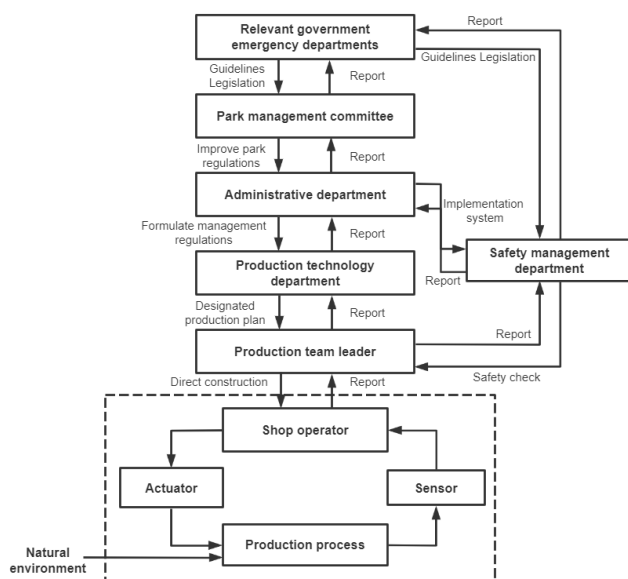 Relevant government
emergency departments
Report
Guidelines
Legislation
Report
Guidelines Legislation
Park management committee
Improve park
regulations
Report
Administrative department
Implementation
system
Formulate management
regulations
Report
Safety management
department
Production technology
department
Report
Designated
production plan
Report
Report
Production team leader
Safety check
Direct construction
Report
Shop operator
Actuator
Sensor
Production process
Natural
environment